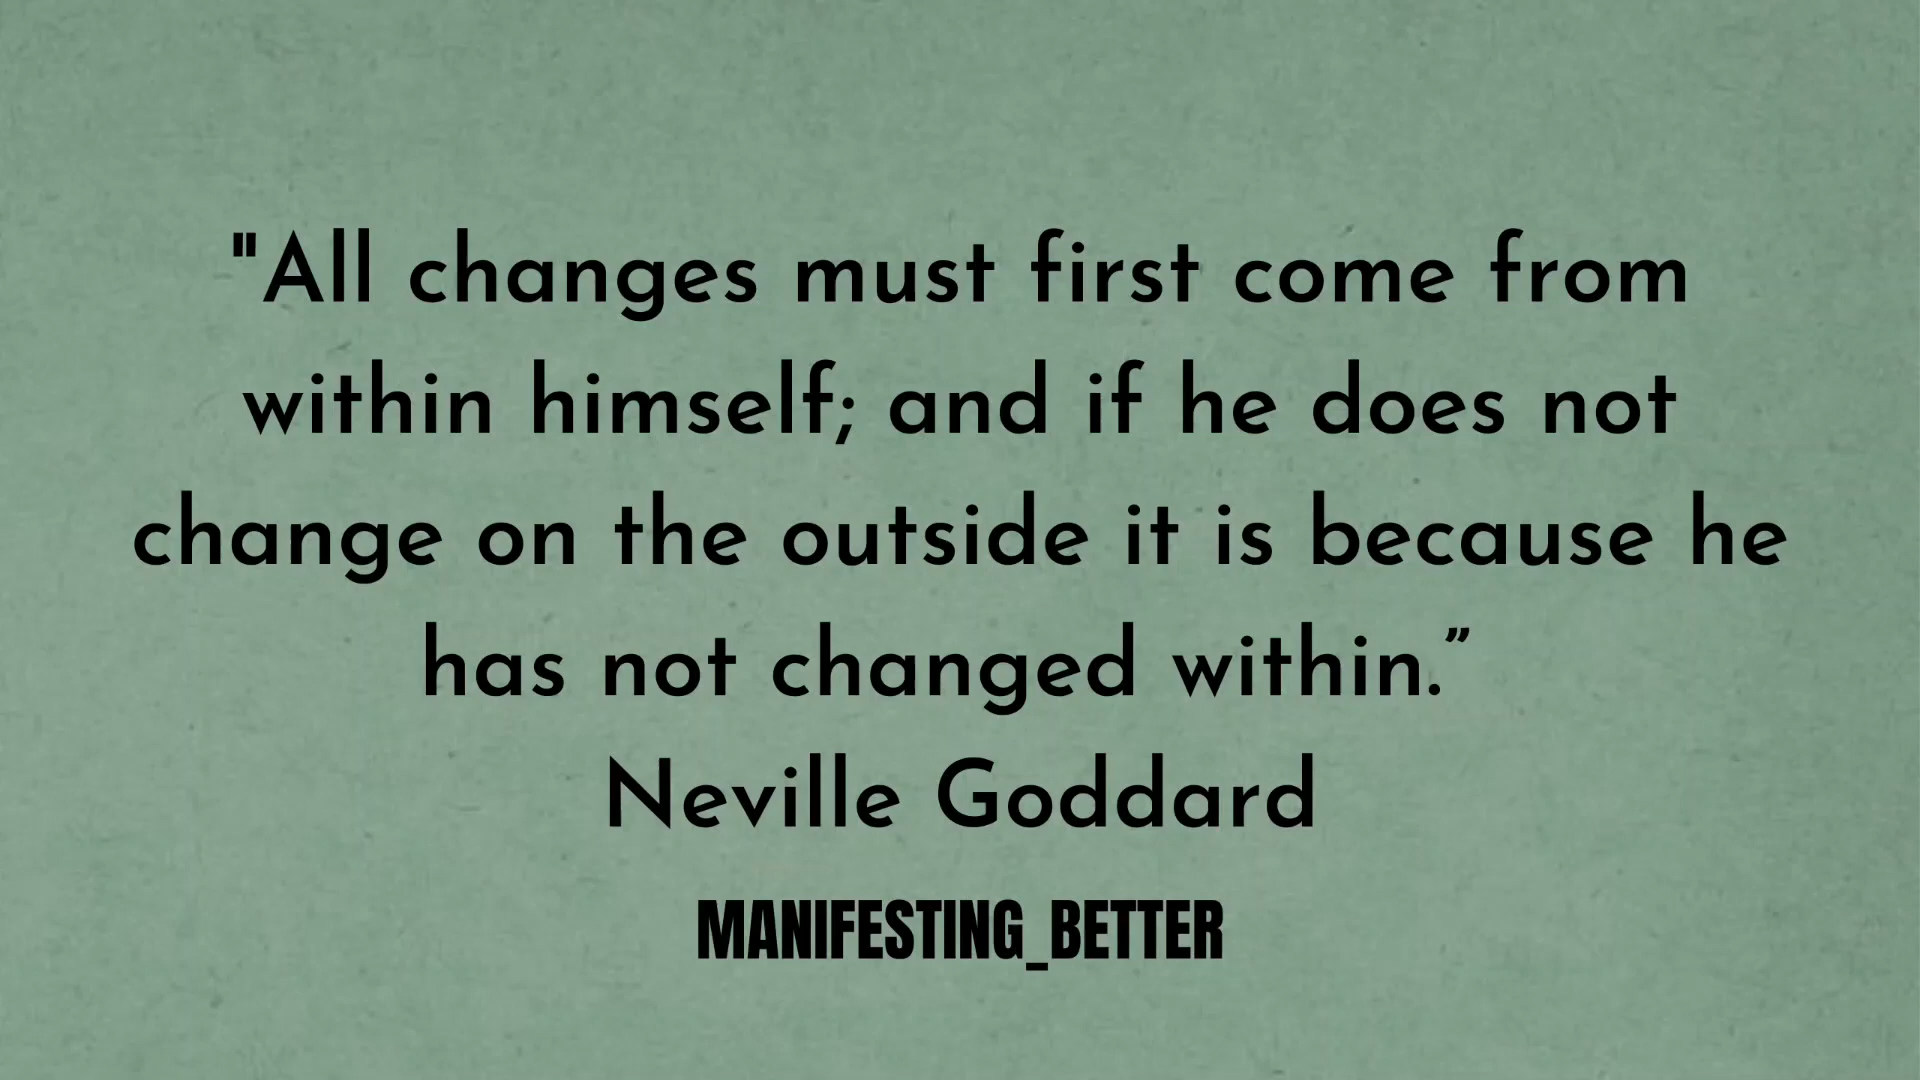 "All changes must first come from
within himself; and if he does not
change on the outside it is because he
has not changed within.”
Neville Goddard
MANIFESTING_BETTER